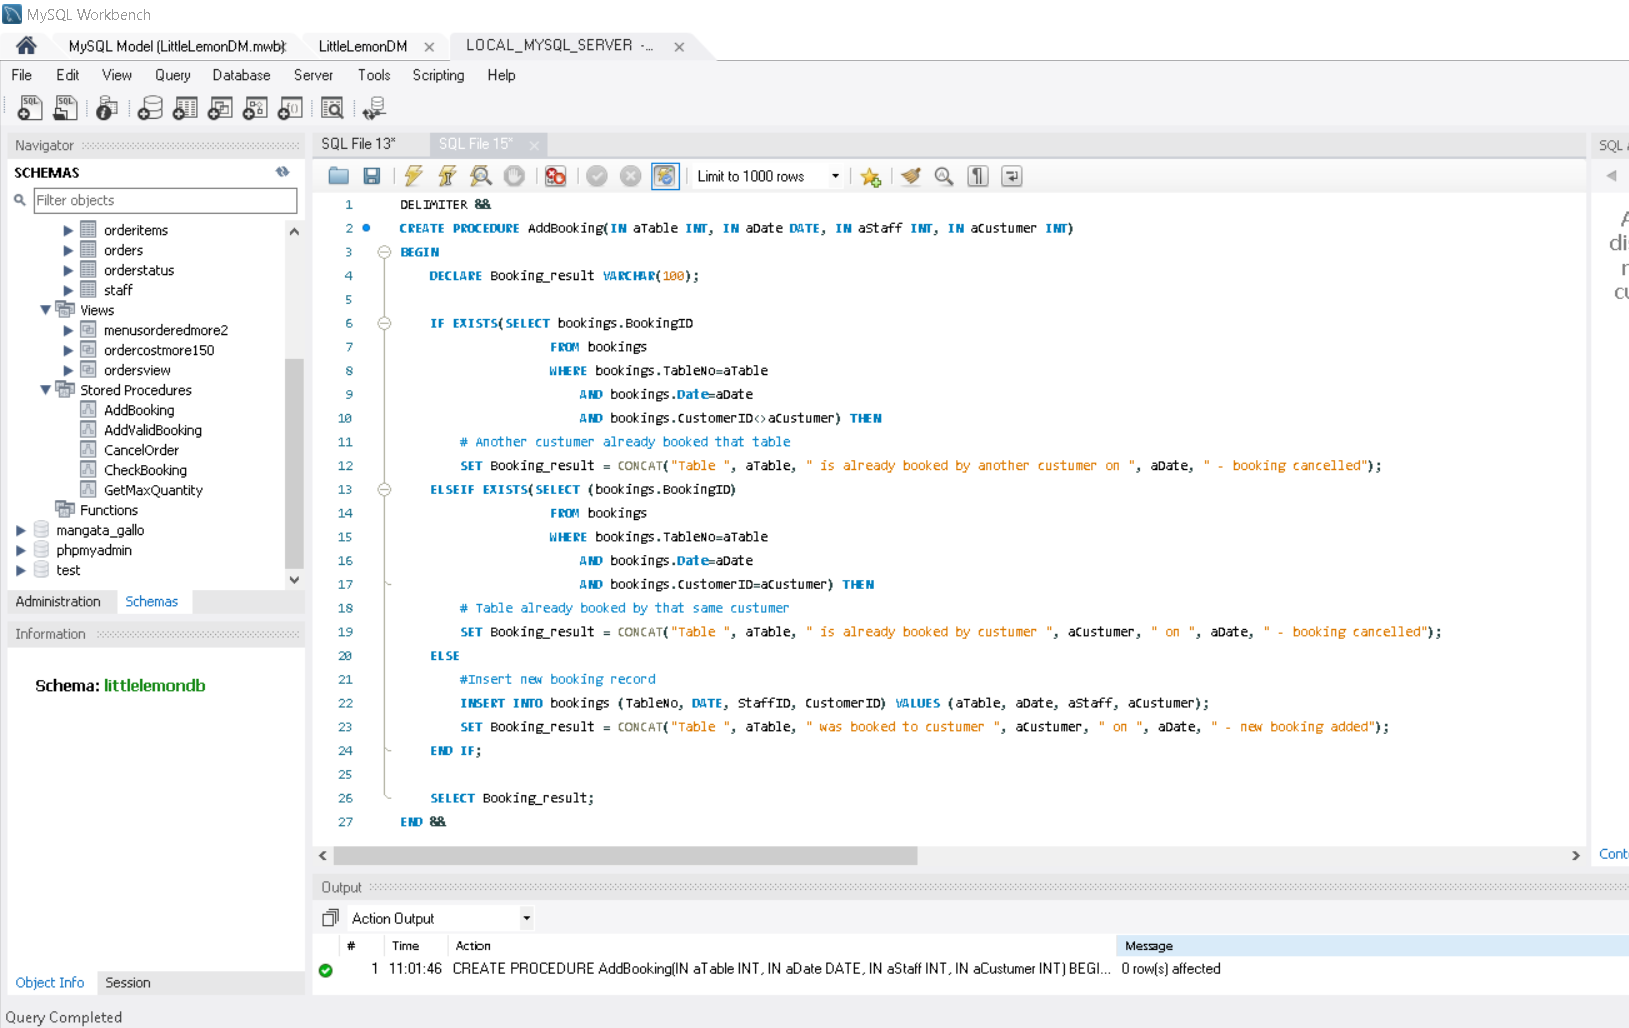 MySQL Workbench
MySQL Model (LittleLemonDM.mwb)
LittleLemonDM
LOCAL_MYSQL_SERVER -...
File Edit View Query Database Server Tools Scripting Help
Navigator
SCHEMAS
Filter objects
orderitems
orders
orderstatus
staff
Views
menusorderedmore2
ordercostmore150
ordersview
Stored Procedures
AddBooking
AddValidBooking
CancelOrder
CheckBooking
GetMaxQuantity
Functions
mangata_gallo
phpmyadmin
test
Administration Schemas
Information
Schema: littlelemondb
Object Info Session
Query Completed
SQL File 13* SQL File 15*
Limit to 1000 rows
1 DELIMITER &&
2 CREATE PROCEDURE AddBooking(IN aTable INT, IN aDate DATE, IN aStaff INT, IN aCustumer INT)
3 BEGIN
4 DECLARE Booking_result VARCHAR(100);
5
6 IF EXISTS(SELECT bookings.BookingID
7 FROM bookings
8 WHERE bookings.TableNo=aTable
9 AND bookings.Date=aDate
10 AND bookings.CustomerID<>aCustumer) THEN
11 # Another custumer already booked that table
12 SET Booking_result = CONCAT("Table ", aTable, " is already booked by another custumer on ", aDate, " - booking cancelled");
13 ELSEIF EXISTS(SELECT (bookings.BookingID)
14 FROM bookings
15 WHERE bookings.TableNo=aTable
16 AND bookings.Date=aDate
17 AND bookings.CustomerID=aCustumer) THEN
18 # Table already booked by that same custumer
19 SET Booking_result = CONCAT("Table ", aTable, " is already booked by custumer ", aCustumer, " on ", aDate, " - booking cancelled");
20 ELSE
21 #Insert new booking record
22 INSERT INTO bookings (TableNo, DATE, StaffID, CustomerID) VALUES (aTable, aDate, aStaff, aCustumer);
23 SET Booking_result = CONCAT("Table ", aTable, " was booked to custumer ", aCustumer, " on ", aDate, " - new booking added");
24 END IF;
25
26 SELECT Booking_result;
27 END &&
Output
Action Output
# Time Action Message
1 11:01:46 CREATE PROCEDURE AddBooking(IN aTable INT, IN aDate DATE, IN aStaff INT, IN aCustumer INT) BEGI... 0 row(s) affected
SQL